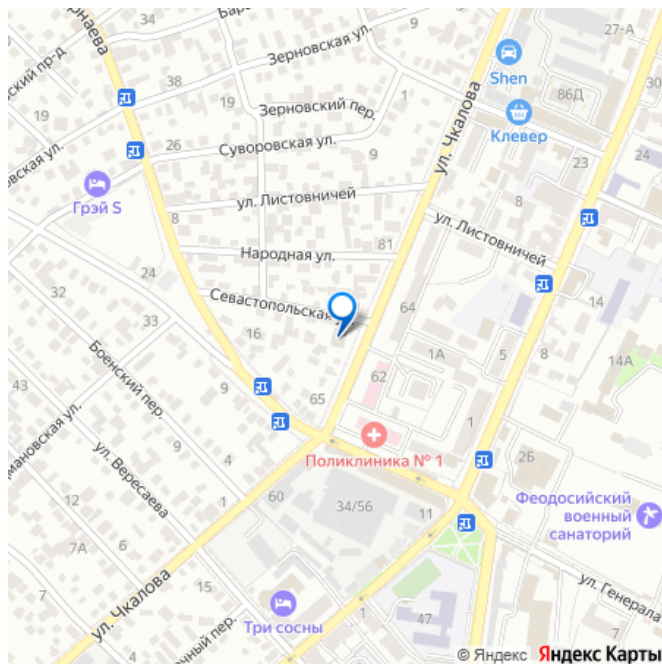 34
Зерновская ул.
27-А
Shen
38
19
1
86Д
Зерновский пер.
Клевер
19
26
Суворовская ул.
9
ул. Чкалова
23
30
24
Грэй S
8
ул. Листовничей
8
ул. Листовничей
Народная ул.
81
24
32
Севастопольская
14
33
16
64
1А
5
8
14А
Боенский пер.
43
9
62
65
1
9
4
Поликлиника № 1
2Б
ул. Вересаева
Феодосийский
военный
санаторий
12
1
60
34/56
11
7А
6
ул. Чкалова
15
ул. Генерала
7
Три сосны
1
47
7
4
© Яндекс Яндекс Карты